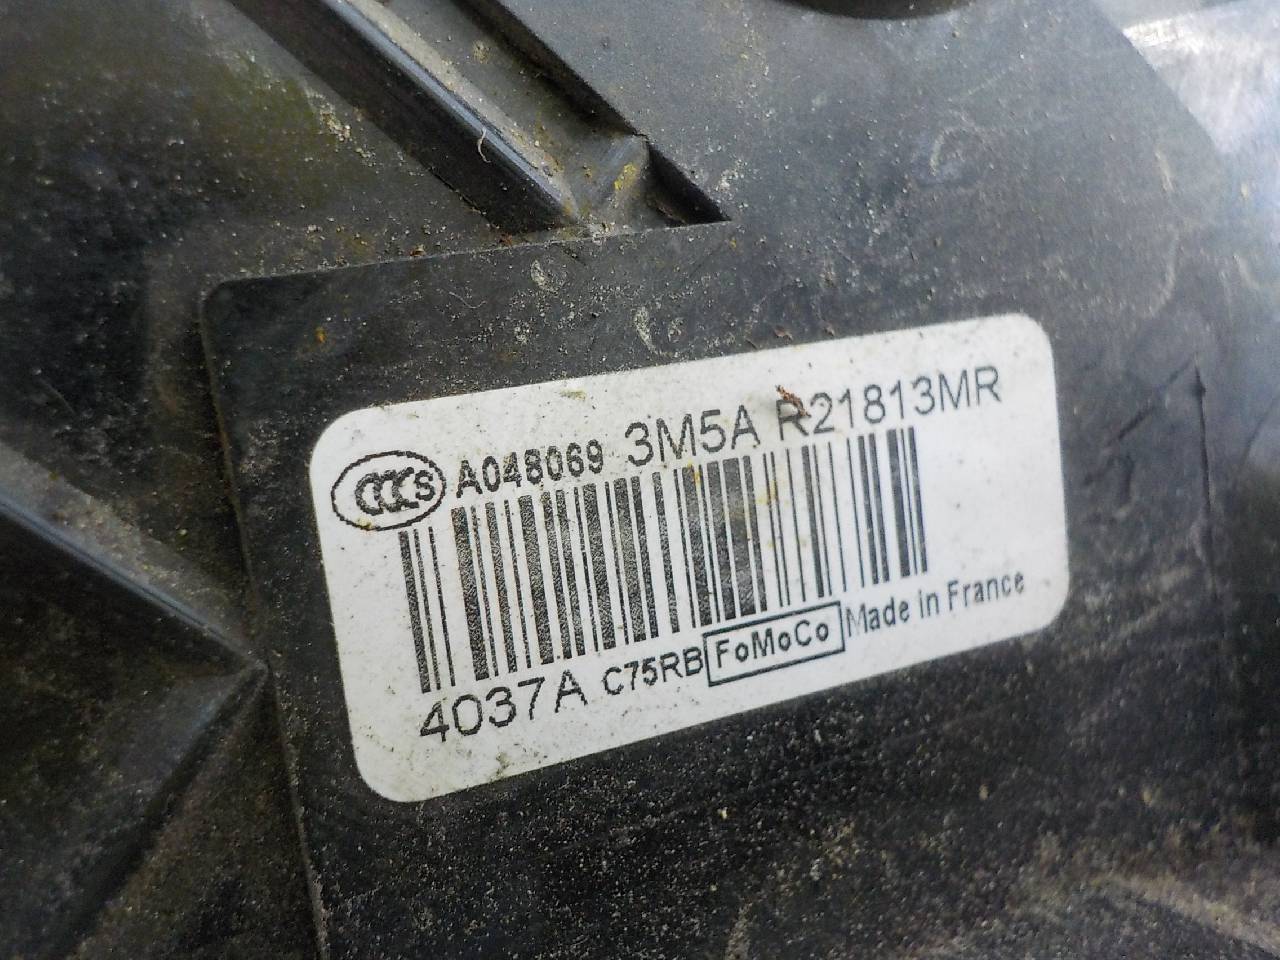 CCCS A048069 3M5A R21813MR
4037A C75RB FoMoCo Made in France